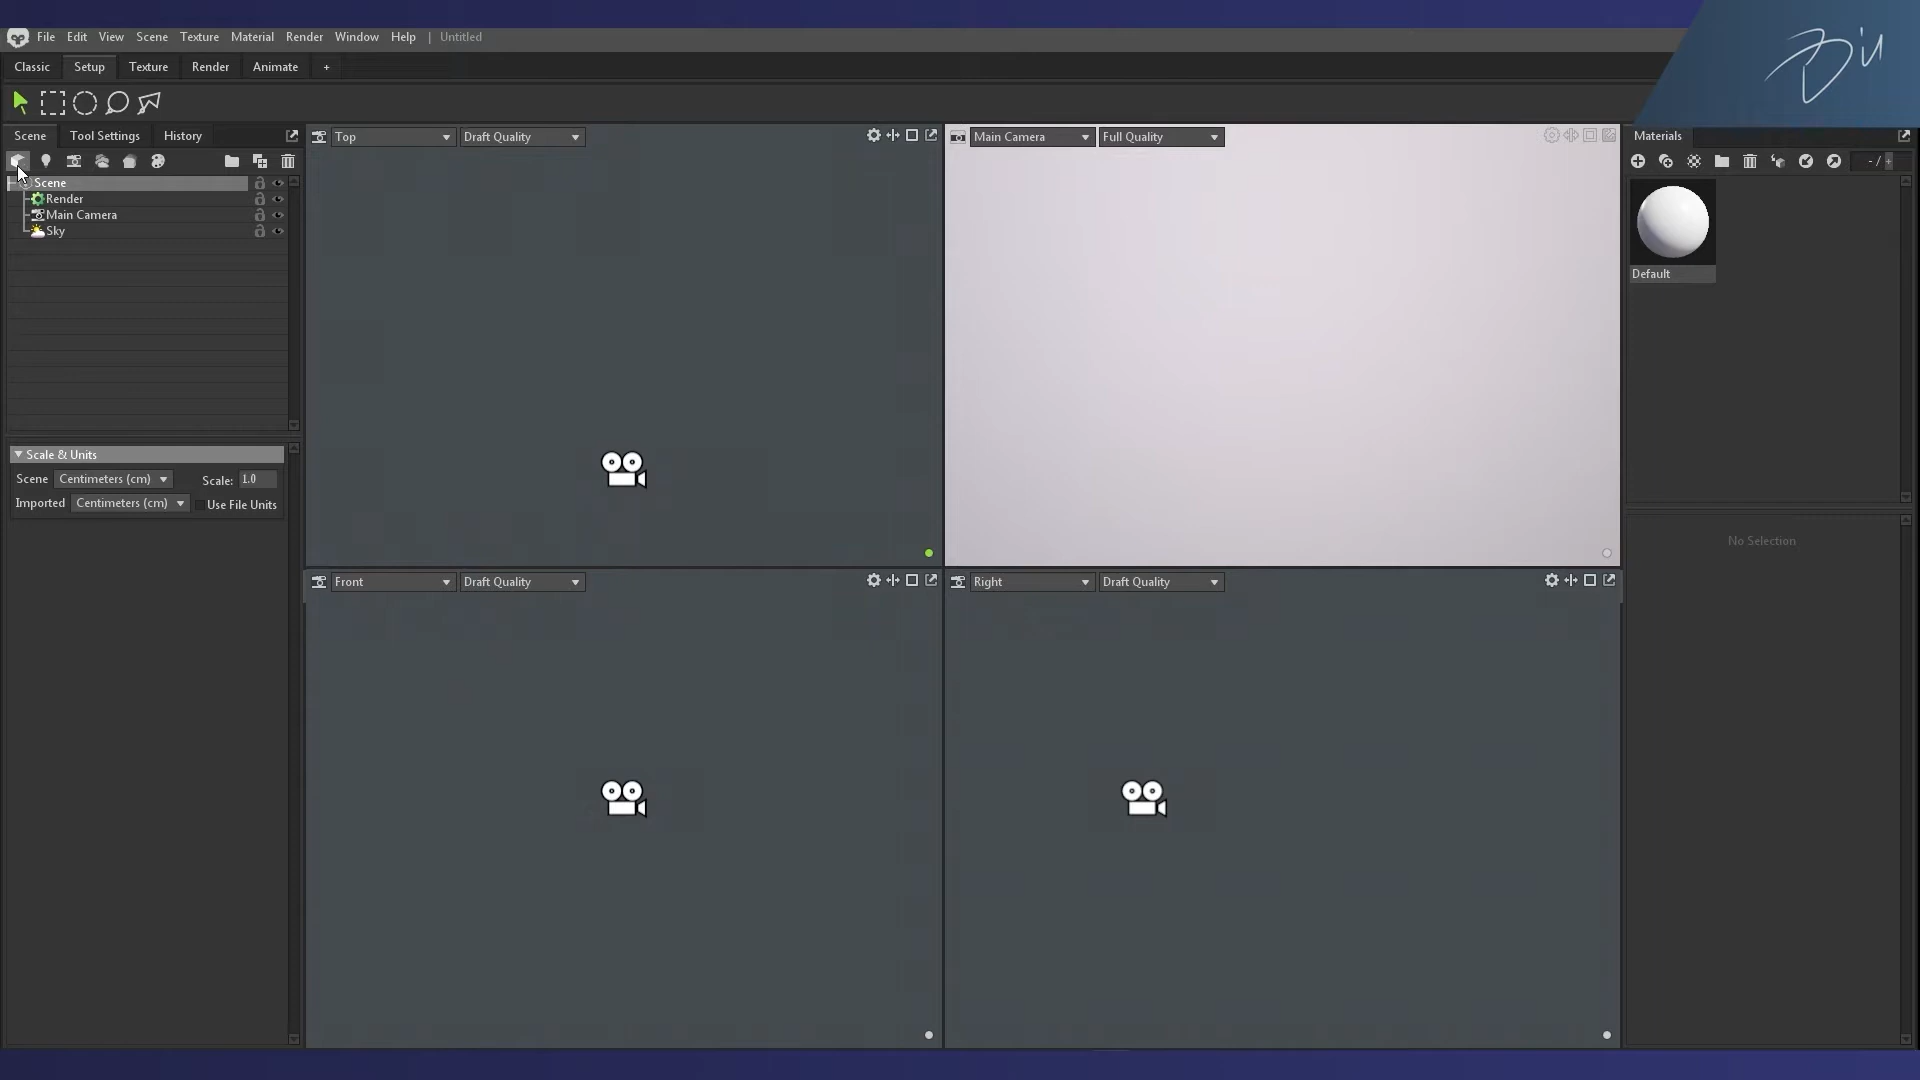 File Edit View Scene Texture Material Render Window Help | Untitled
Classic Setup Texture Render Animate +
Scene Tool Settings History
Top Draft Quality
Main Camera Full Quality
Materials
- / +
Scene
Render
Main Camera
Sky
Default
Scale & Units
Scene Centimeters (cm) Scale: 1.0
Imported Centimeters (cm) Use File Units
No Selection
Front Draft Quality
Right Draft Quality